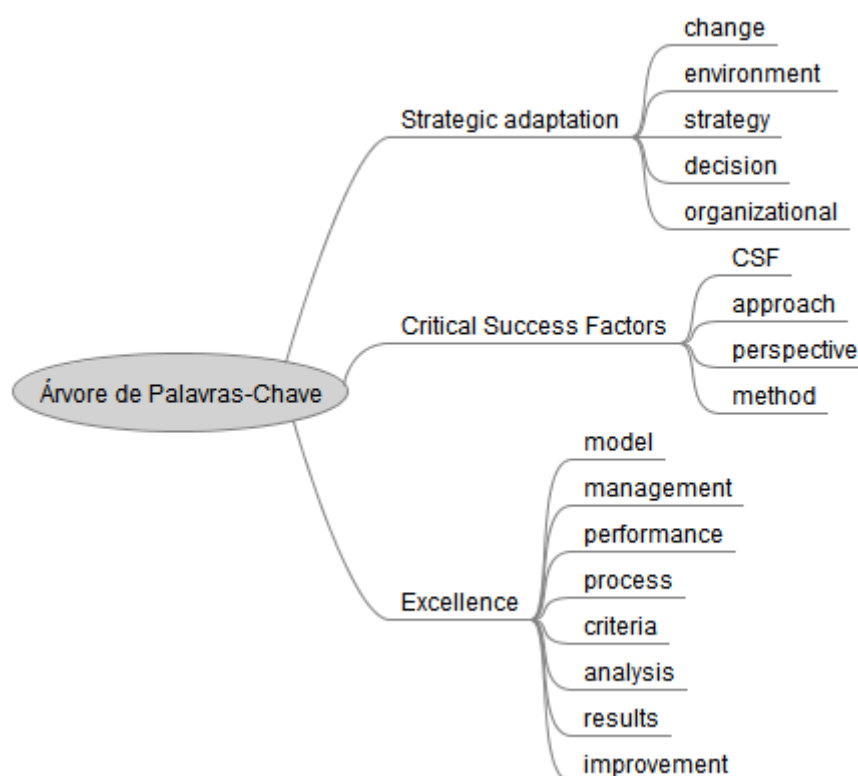 Árvore de Palavras-Chave
Strategic adaptation
change
environment
strategy
decision
organizational
Critical Success Factors
CSF
approach
perspective
method
Excellence
model
management
performance
process
criteria
analysis
results
improvement